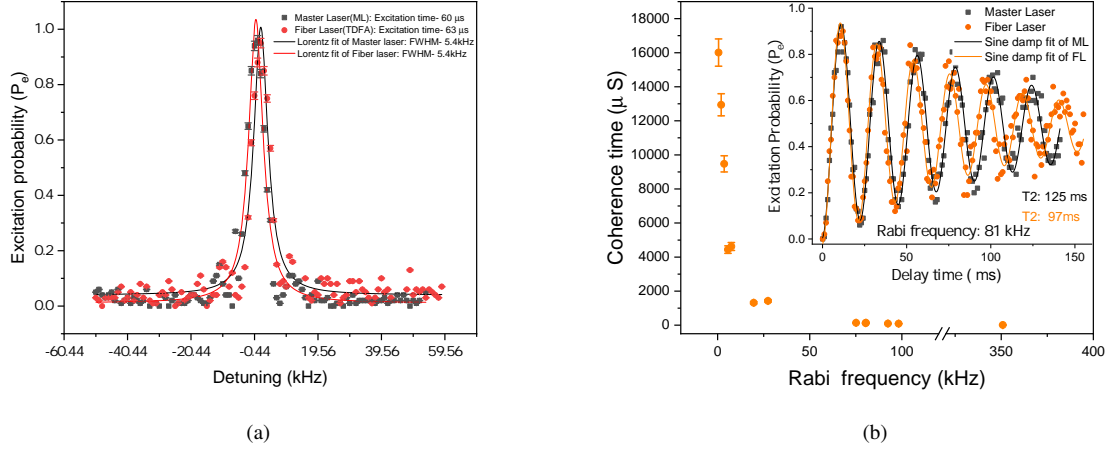 Master Laser(ML): Excitation time- 60 μs
Fiber Laser(TDFA): Excitation time- 63 μs
Lorentz fit of Master laser: FWHM- 5.4kHz
Lorentz fit of Fiber laser: FWHM- 5.4kHz
Excitation probability (Pe)
1.0
0.8
0.6
0.4
0.2
0.0
-60.44 -40.44 -20.44 -0.44 19.56 39.56 59.56
Detuning (kHz)
(a)
Coherence time (μ S)
18000
16000
14000
12000
10000
8000
6000
4000
2000
0
0 50 100 350 400
Rabi frequency (kHz)
Master Laser
Fiber Laser
Sine damp fit of ML
Sine damp fit of FL
Excitation Probability (Pe)
0.9
0.6
0.4
0.2
0.0
T2: 125 ms
T2: 97ms
Rabi frequency: 81 kHz
0 50 100 150
Delay time ( ms)
(b)